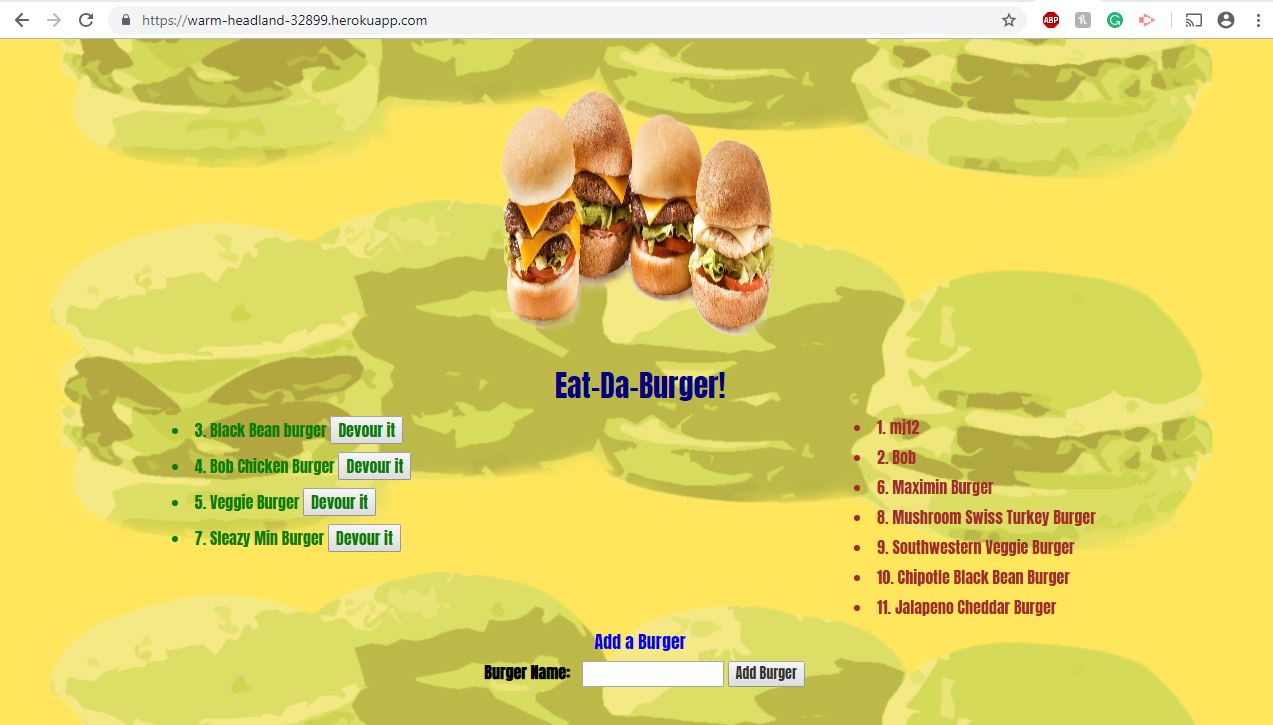 https://warm-headland-32899.herokuapp.com
ABP
Eat-Da-Burger!
3. Black Bean burger Devour it
4. Bob Chicken Burger Devour it
5. Veggie Burger Devour it
7. Sleazy Min Burger Devour it
1. mj12
2. Bob
6. Maximin Burger
8. Mushroom Swiss Turkey Burger
9. Southwestern Veggie Burger
10. Chipotle Black Bean Burger
11. Jalapeno Cheddar Burger
Add a Burger
Burger Name: Add Burger